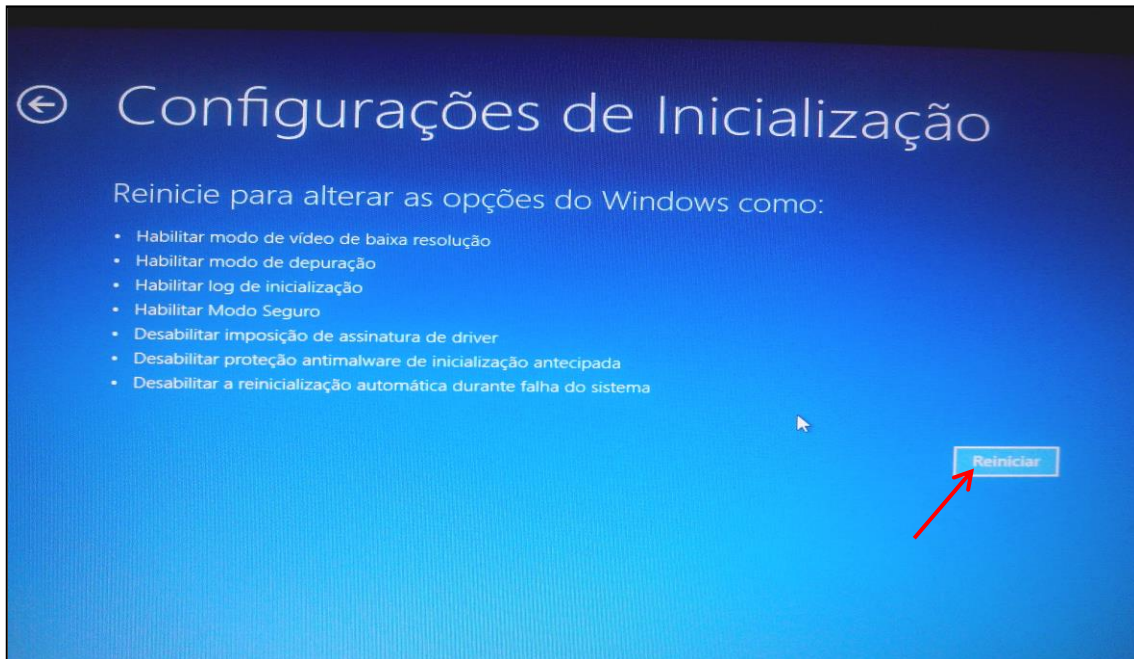 Configurações de Inicialização
Reinicie para alterar as opções do Windows como:
• Habilitar modo de vídeo de baixa resolução
• Habilitar modo de depuração
• Habilitar log de inicialização
• Habilitar Modo Seguro
• Desabilitar imposição de assinatura de driver
• Desabilitar proteção antimalware de inicialização antecipada
• Desabilitar a reinicialização automática durante falha do sistema
Reiniciar